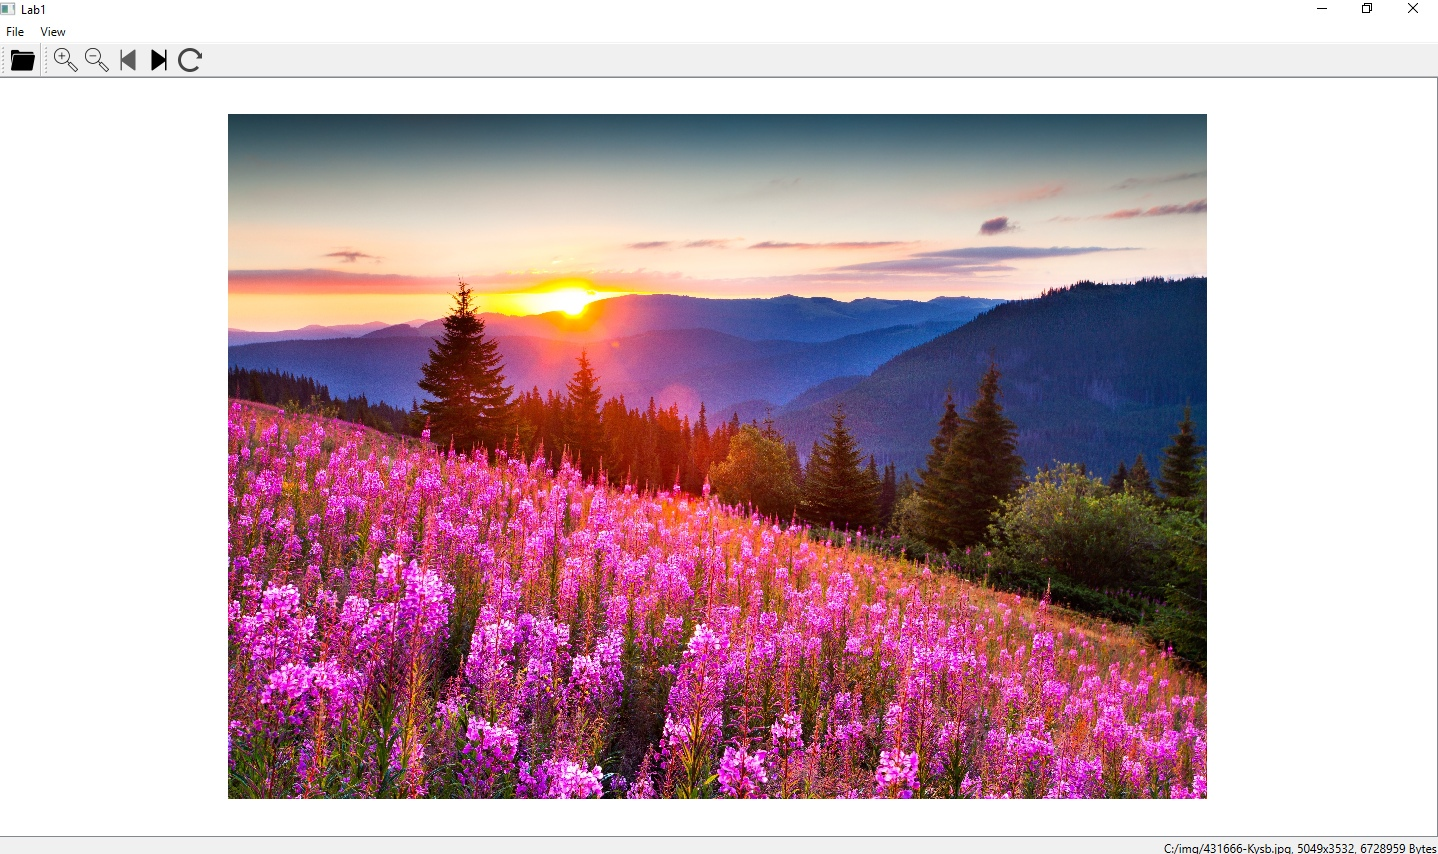 Lab1
File View
C:/img/431666-Kysb.jpg, 5049x3532, 6728959 Bytes